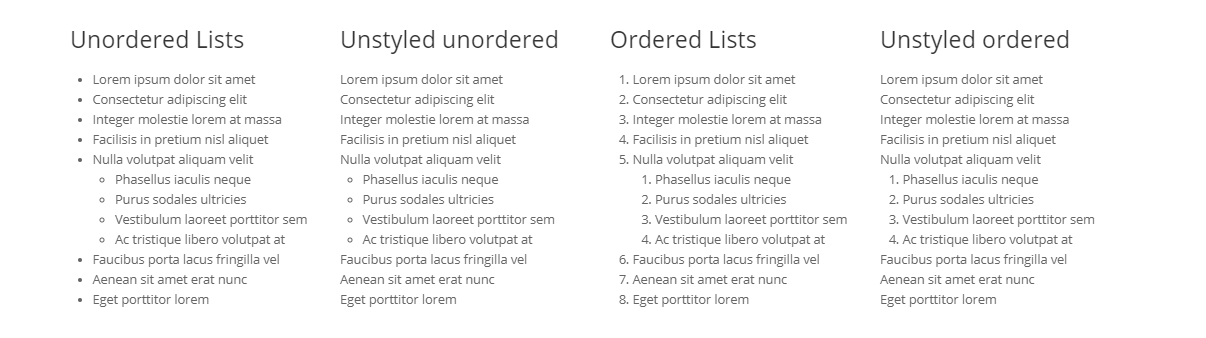 Unordered Lists
• Lorem ipsum dolor sit amet
• Consectetur adipiscing elit
• Integer molestie lorem at massa
• Facilisis in pretium nisl aliquet
• Nulla volutpat aliquam velit
◦ Phasellus iaculis neque
◦ Purus sodales ultricies
◦ Vestibulum laoreet porttitor sem
◦ Ac tristique libero volutpat at
• Faucibus porta lacus fringilla vel
• Aenean sit amet erat nunc
• Eget porttitor lorem
Unstyled unordered
Lorem ipsum dolor sit amet
Consectetur adipiscing elit
Integer molestie lorem at massa
Facilisis in pretium nisl aliquet
Nulla volutpat aliquam velit
◦ Phasellus iaculis neque
◦ Purus sodales ultricies
◦ Vestibulum laoreet porttitor sem
◦ Ac tristique libero volutpat at
Faucibus porta lacus fringilla vel
Aenean sit amet erat nunc
Eget porttitor lorem
Ordered Lists
1. Lorem ipsum dolor sit amet
2. Consectetur adipiscing elit
3. Integer molestie lorem at massa
4. Facilisis in pretium nisl aliquet
5. Nulla volutpat aliquam velit
1. Phasellus iaculis neque
2. Purus sodales ultricies
3. Vestibulum laoreet porttitor sem
4. Ac tristique libero volutpat at
6. Faucibus porta lacus fringilla vel
7. Aenean sit amet erat nunc
8. Eget porttitor lorem
Unstyled ordered
Lorem ipsum dolor sit amet
Consectetur adipiscing elit
Integer molestie lorem at massa
Facilisis in pretium nisl aliquet
Nulla volutpat aliquam velit
1. Phasellus iaculis neque
2. Purus sodales ultricies
3. Vestibulum laoreet porttitor sem
4. Ac tristique libero volutpat at
Faucibus porta lacus fringilla vel
Aenean sit amet erat nunc
Eget porttitor lorem